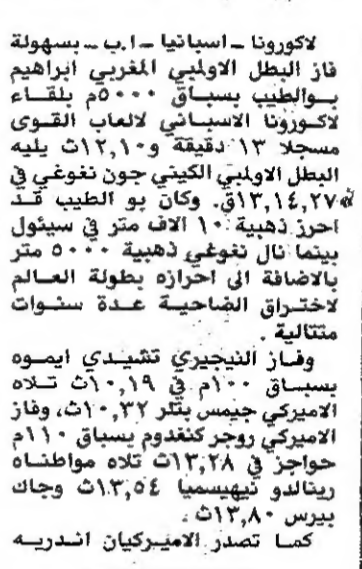 لاكورونا ـ اسبانيا ـ ا.ب ـ بسهولة
فاز البطل الاولمبي المغربي ابراهيم
بوالطيب بسباق ٥٠٠٠م بلقاء
لاكورونا الاسباني لالعاب القوى
مسجلا ١٣ دقيقة و١٢,١٠ث يليه
البطل الاولمبي الكيني جون نغوغي في
١٣,١٤,٢٧ق. وكان بو الطيب قد
احرز ذهبية ١٠ الاف متر في سيئول
بينما نال نغوغي ذهبية ٥٠٠٠ متر
بالاضافة الى احرازه بطولة العالم
لاختراق الضاحية عدة سنوات
متتالية .
وفاز النيجيري تشيدي ايموه
بسباق ١٠٠م في ١٠,١٩ث تلاه
الاميركي جيمس بتلر ١٠,٣٢ث، وفاز
الاميركي روجر كنغدوم بسباق ١١٠م
حواجز في ١٣,٢٨ث تلاه مواطناه
رينالدو نيهيسميا ١٣,٥٤ث وجاك
بيرس ١٣,٨٠ث .
كما تصدر الاميركيان اندريه